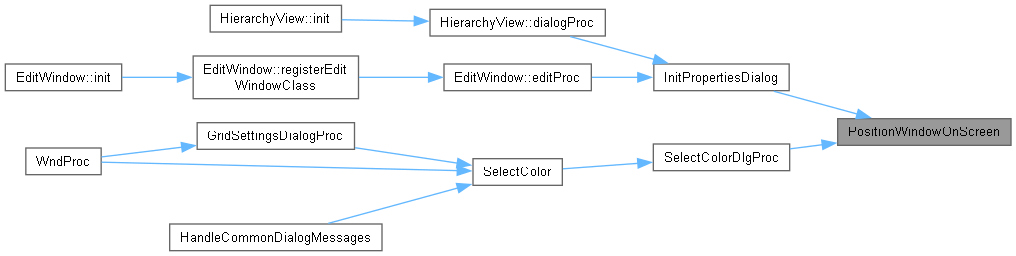 HierarchyView::init
HierarchyView::dialogProc
EditWindow::init
EditWindow::registerEdit
WindowClass
EditWindow::editProc
InitPropertiesDialog
PositionWindowOnScreen
GridSettingsDialogProc
WndProc
SelectColor
SelectColorDlgProc
HandleCommonDialogMessages